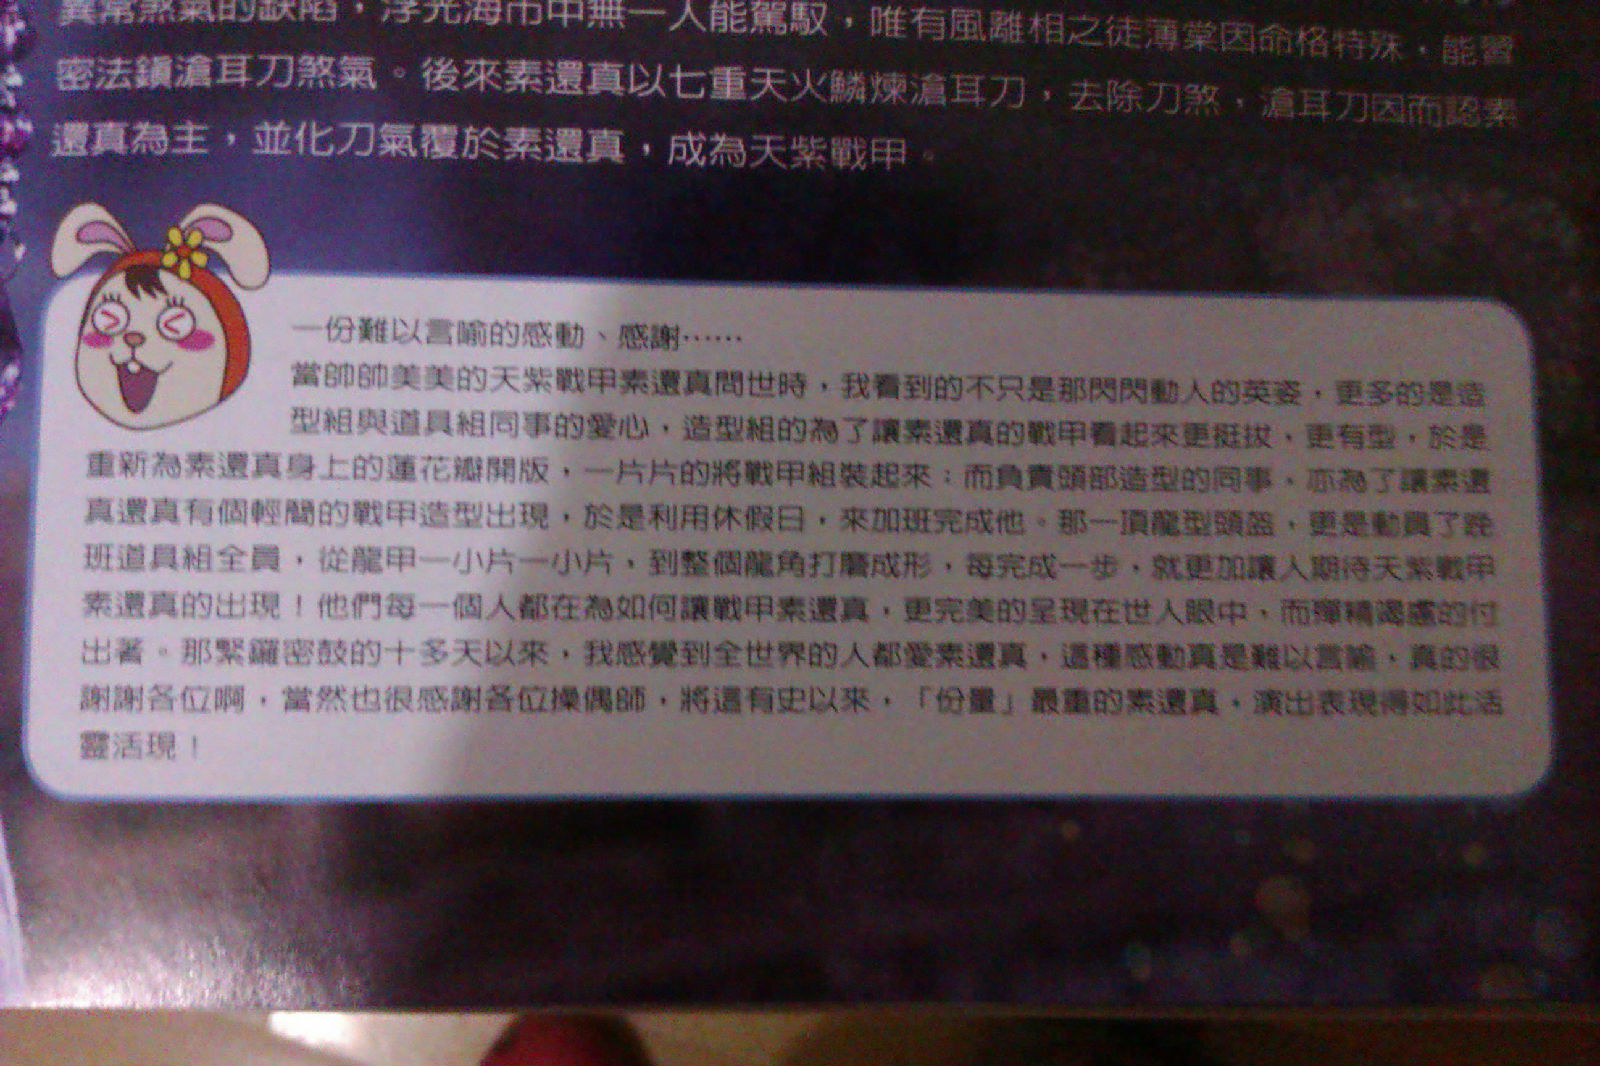 異常煞氣的缺陷，浮光海市中無一人能駕馭，唯有風離相之徒薄棠因命格特殊，能習
密法鎮滄耳刀煞氣。後來素還真以七重天火鱗煉滄耳刀，去除刀煞，滄耳刀因而認素
還真為主，並化刀氣覆於素還真，成為天紫戰甲。
一份難以言喻的感動、感謝⋯⋯
當帥帥美美的天紫戰甲素還真問世時，我看到的不只是那閃閃動人的英姿，更多的是造
型組與道具組同事的愛心，造型組的為了讓素還真的戰甲看起來更挺拔，更有型，於是
重新為素還真身上的蓮花瓣開版，一片片的將戰甲組裝起來；而負責頭部造型的同事，亦為了讓素還
真還真有個輕簡的戰甲造型出現，於是利用休假日，來加班完成他。那一頂龍型頭盔，更是動員了晚
班道具組全員，從龍甲一小片一小片，到整個龍角打磨成形，每完成一步，就更加讓人期待天紫戰甲
素還真的出現！他們每一個人都在為如何讓戰甲素還真，更完美的呈現在世人眼中，而殫精竭慮的付
出著。那緊鑼密鼓的十多天以來，我感覺到全世界的人都愛素還真，這種感動真是難以言喻，真的很
謝謝各位啊，當然也很感謝各位操偶師，將這有史以來，「份量」最重的素還真，演出表現得如此活
靈活現！